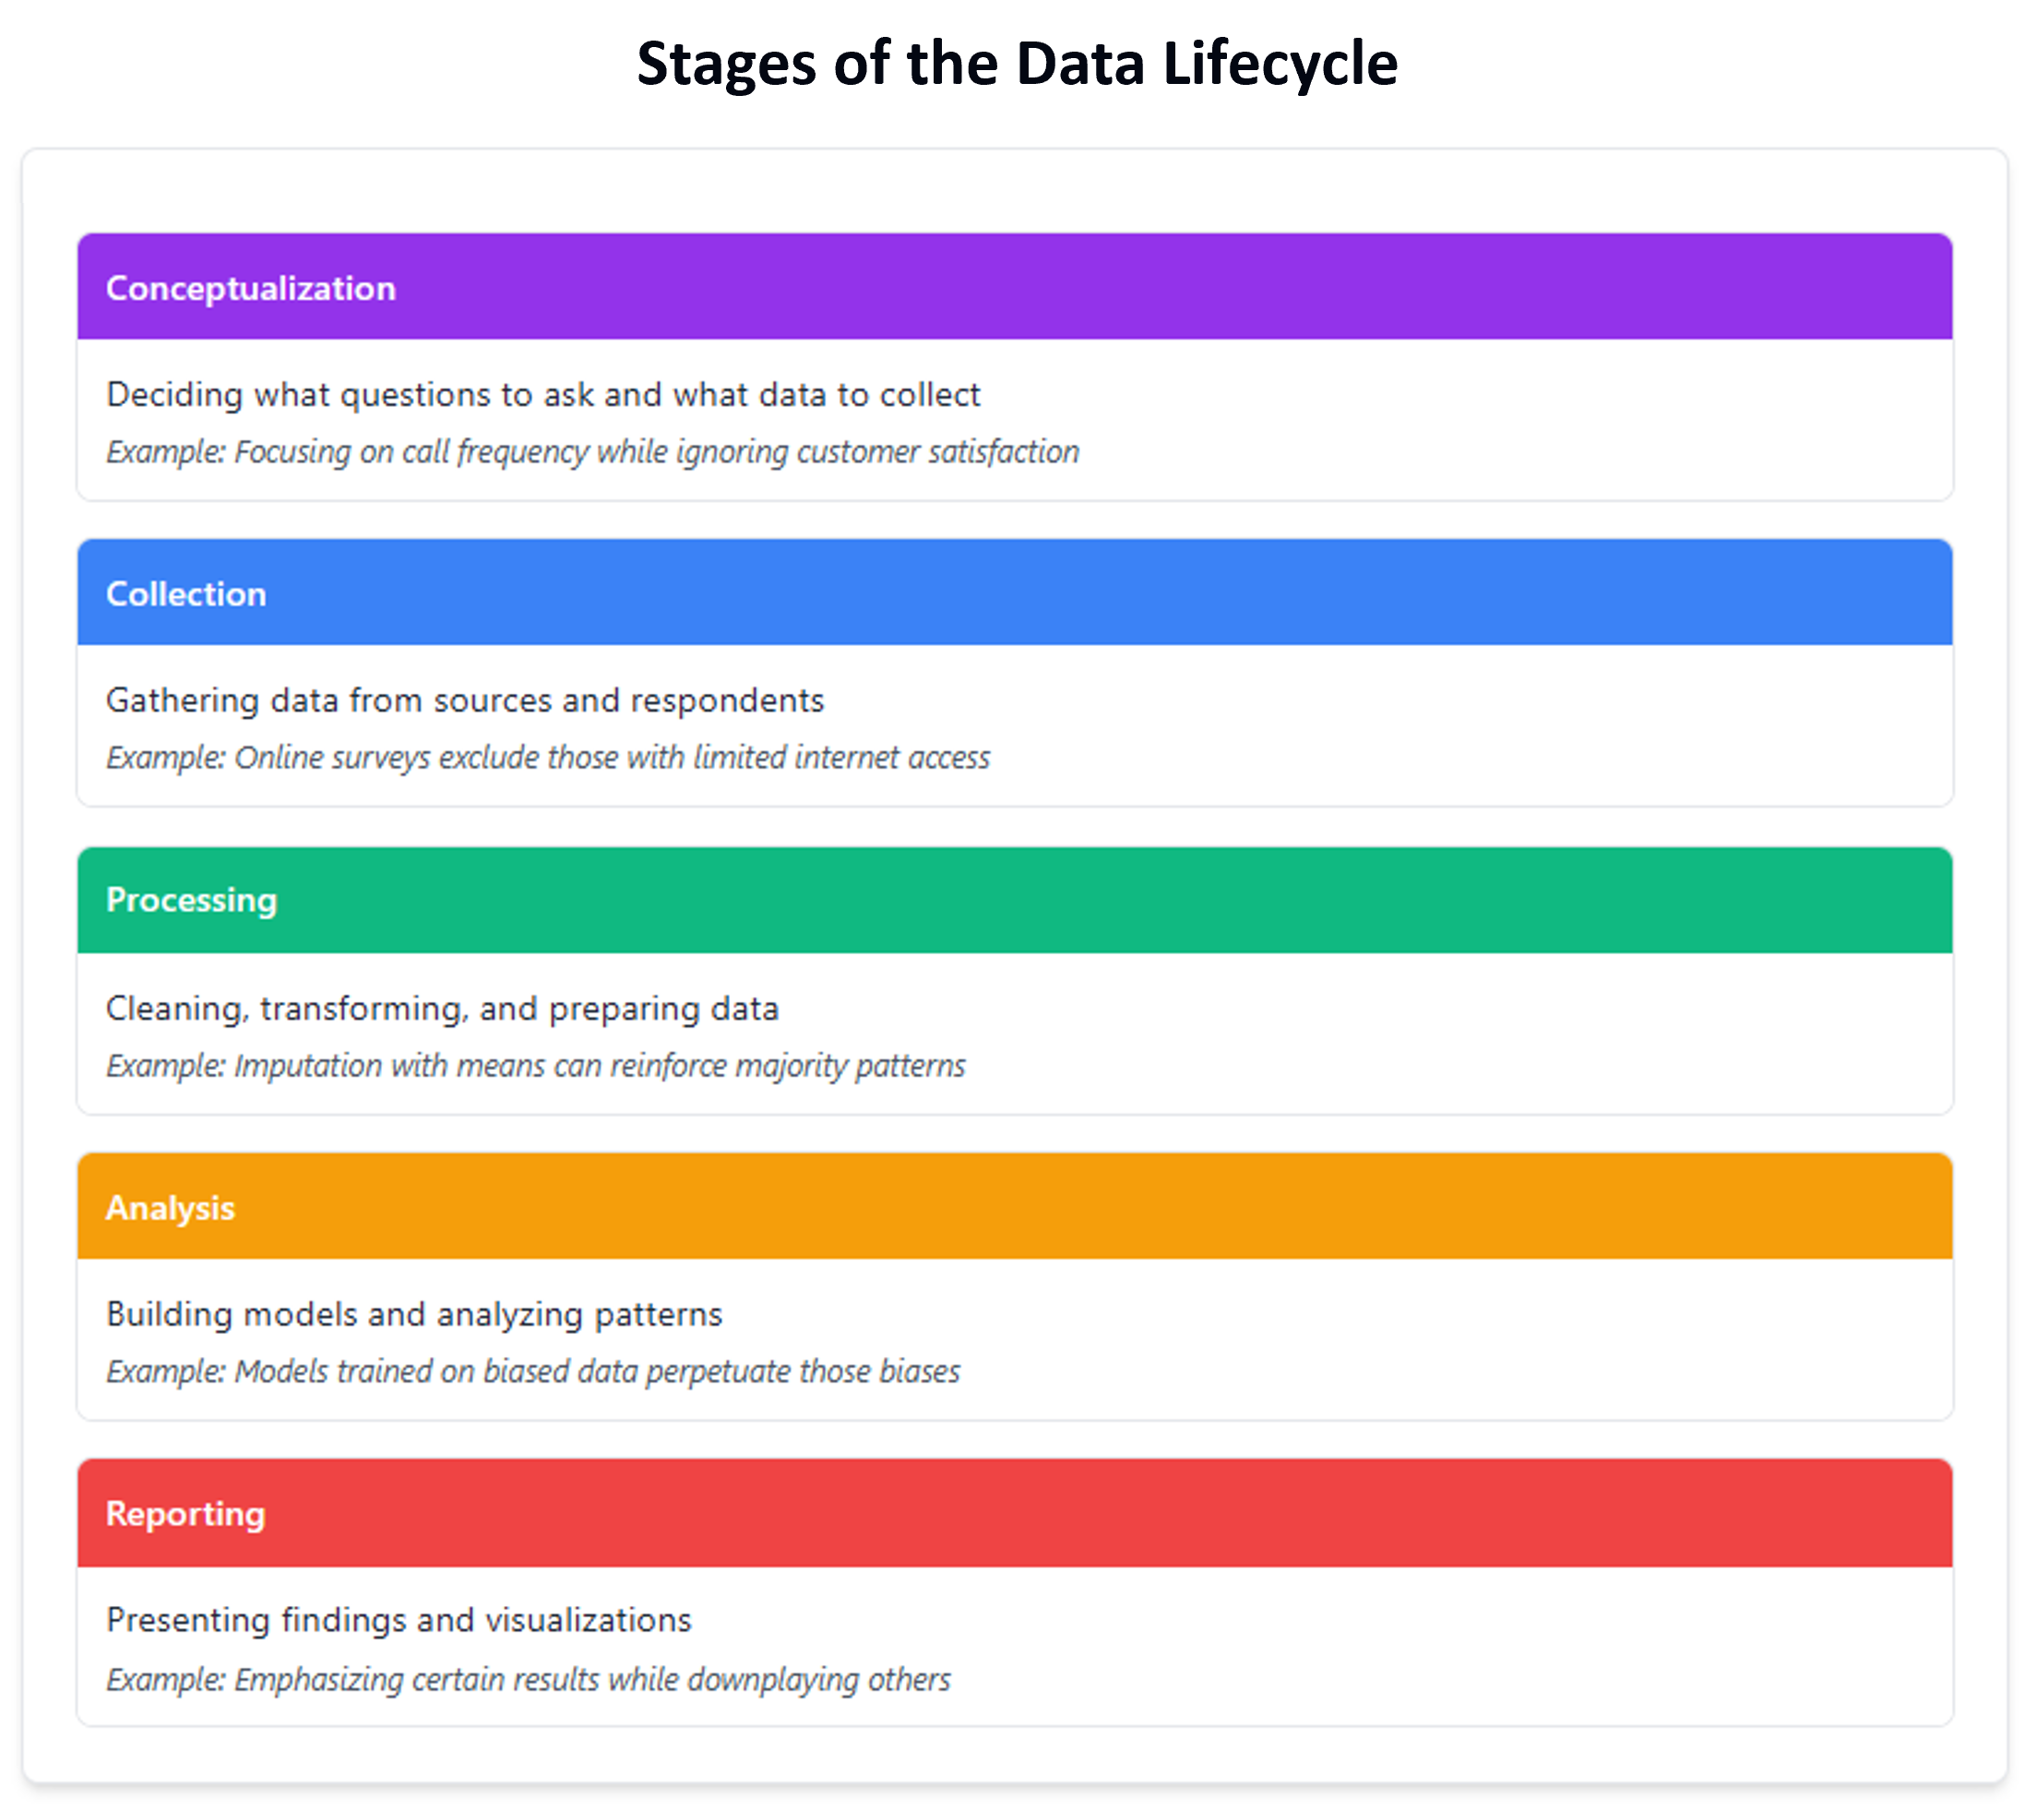 Stages of the Data Lifecycle
Conceptualization
Deciding what questions to ask and what data to collect
Example: Focusing on call frequency while ignoring customer satisfaction
Collection
Gathering data from sources and respondents
Example: Online surveys exclude those with limited internet access
Processing
Cleaning, transforming, and preparing data
Example: Imputation with means can reinforce majority patterns
Analysis
Building models and analyzing patterns
Example: Models trained on biased data perpetuate those biases
Reporting
Presenting findings and visualizations
Example: Emphasizing certain results while downplaying others